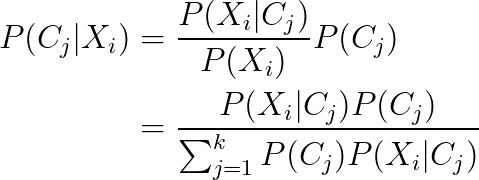 P(C_j|X_i) = \frac{P(X_i|C_j)}{P(X_i)} P(C_j)
= \frac{P(X_i|C_j)P(C_j)}{\sum_{j=1}^{k} P(C_j)P(X_i|C_j)}